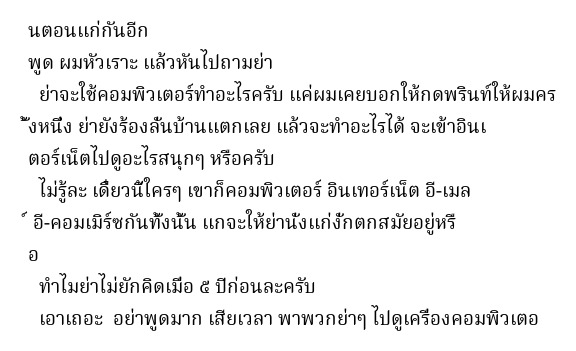 นตอนแก่กันอีก
พูด ผมหัวเราะ แล้วหันไปถามย่า
ย่าจะใช้คอมพิวเตอร์ทำอะไรครับ แค่ผมเคยบอกให้กดพรินท์ให้ผมคร
ั้งหนึ่ง ย่ายังร้องลั่นบ้านแตกเลย แล้วจะทำอะไรได้ จะเข้าอินเ
ตอร์เน็ตไปดูอะไรสนุกๆ หรือครับ
ไม่รู้ละ เดี๋ยวนี้ใครๆ เขาก็คอมพิวเตอร์ อินเทอร์เน็ต อี-เมล
์ อี-คอมเมิร์ซกันทั้งนั้น แกจะให้ย่านั่งแก่งั่กตกสมัยอยู่หรื
อ
ทำไมย่าไม่ยักคิดเมื่อ ๕ ปีก่อนละครับ
เอาเถอะ อย่าพูดมาก เสียเวลา พาพวกย่าๆ ไปดูเครื่องคอมพิวเตอ